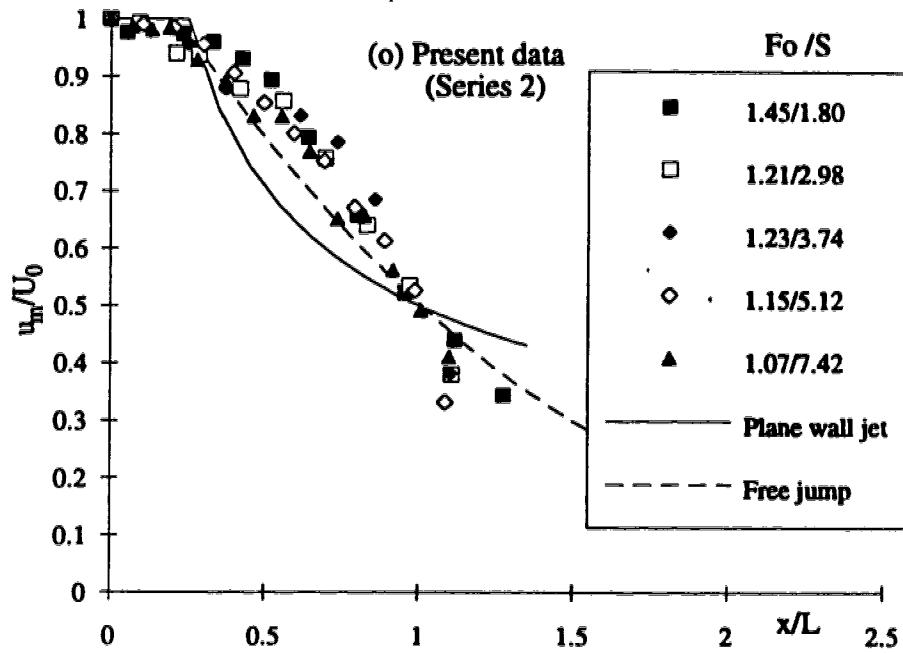 (o) Present data
(Series 2)
Fo /S
1.45/1.80
1.21/2.98
1.23/3.74
1.15/5.12
1.07/7.42
Plane wall jet
Free jump
u_m/U_0
1
0.9
0.8
0.7
0.6
0.5
0.4
0.3
0.2
0.1
0
0 0.5 1 1.5 2 2.5
x/L